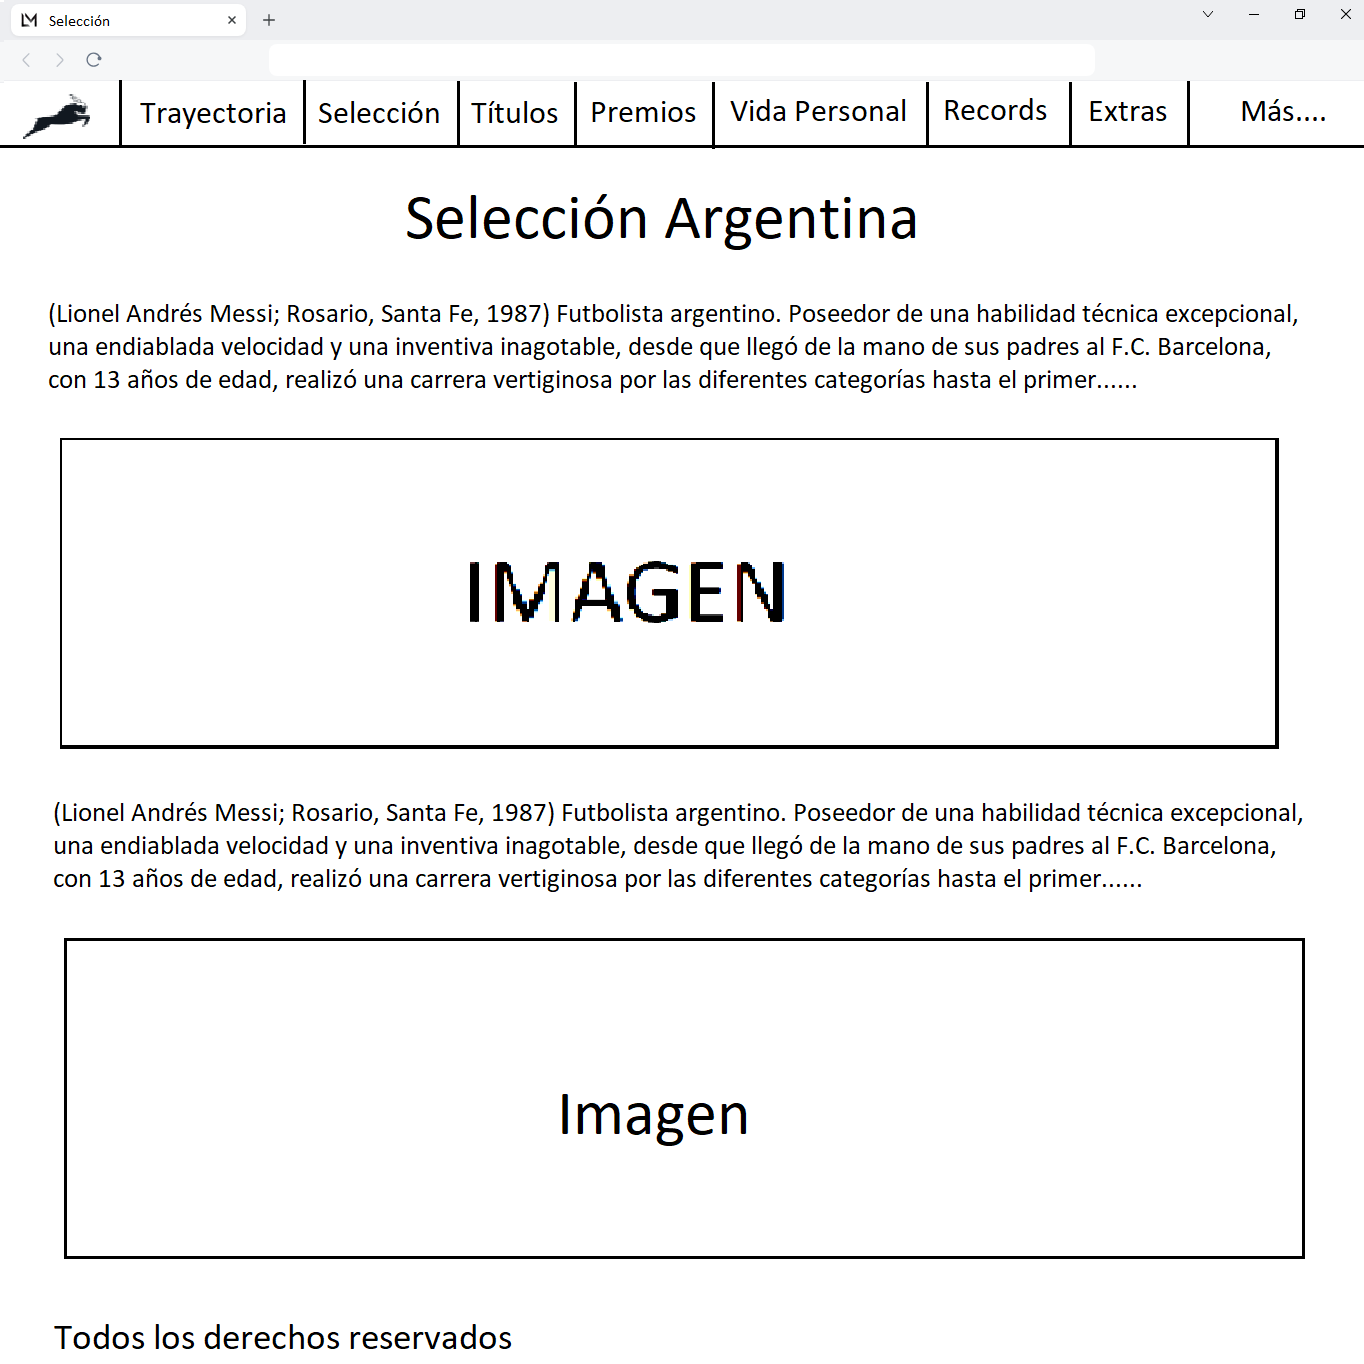 LM Selección
Trayectoria Selección Títulos Premios Vida Personal Records Extras Más....
Selección Argentina
(Lionel Andrés Messi; Rosario, Santa Fe, 1987) Futbolista argentino. Poseedor de una habilidad técnica excepcional,
una endiablada velocidad y una inventiva inagotable, desde que llegó de la mano de sus padres al F.C. Barcelona,
con 13 años de edad, realizó una carrera vertiginosa por las diferentes categorías hasta el primer......
IMAGEN
(Lionel Andrés Messi; Rosario, Santa Fe, 1987) Futbolista argentino. Poseedor de una habilidad técnica excepcional,
una endiablada velocidad y una inventiva inagotable, desde que llegó de la mano de sus padres al F.C. Barcelona,
con 13 años de edad, realizó una carrera vertiginosa por las diferentes categorías hasta el primer......
Imagen
Todos los derechos reservados